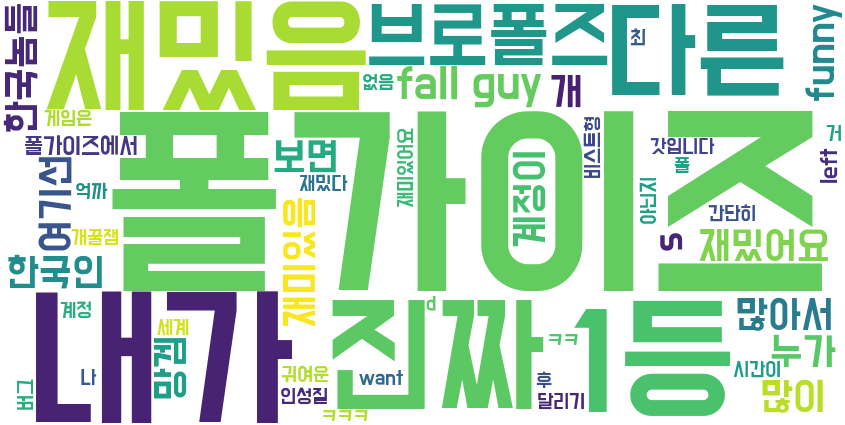 한국놈들
재밌음
브로폴즈
다른
funny
최
없음
fall guy
개
게임은
폴가이즈에서
폴가이즈
보면
재밌다
재미있어요
비스트형
갓입니다
거
left
폴
여기선
억까
개꿀잼
재미있음
계정이
아닌지
간단히
s
재밌어요
한국인
내가
진짜
1등
d
많아서
계정
세계
망겜
ㅋㅋ
누가
시간이
버그
나
귀여운
want
후
인성질
달리기
많이
ㅋㅋㅋ